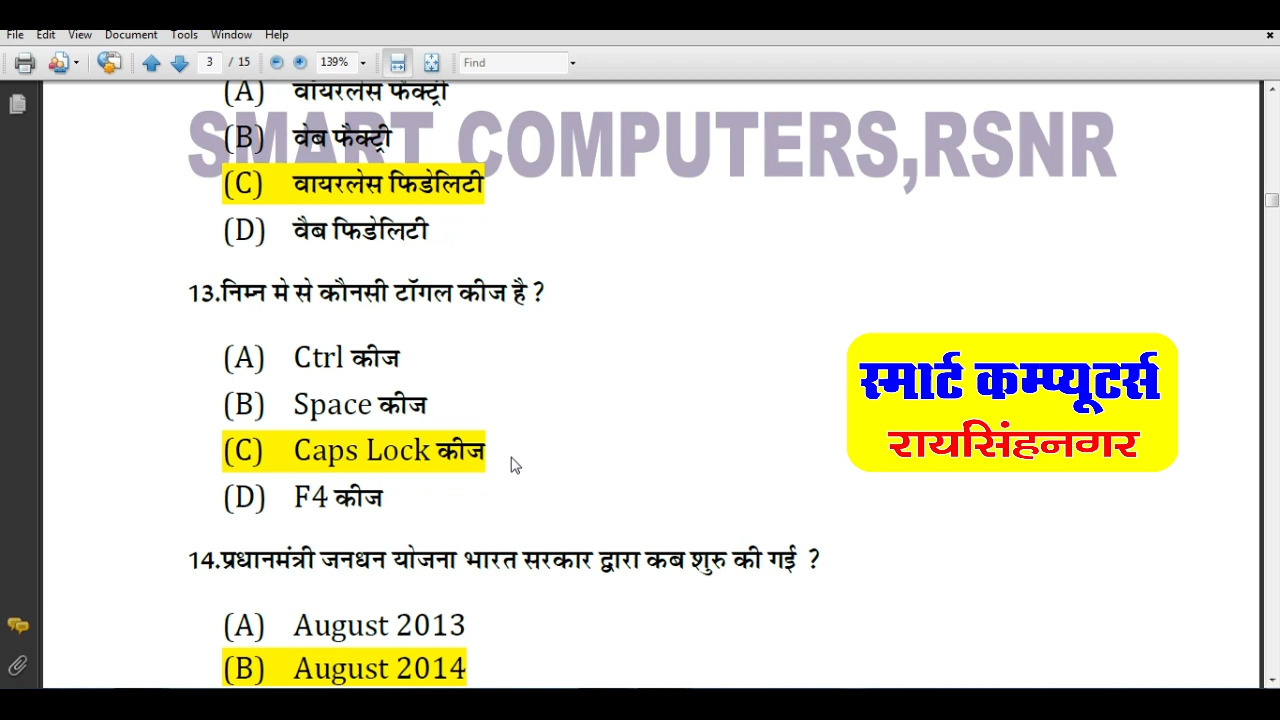 File Edit View Document Tools Window Help
3 / 15 139% Find
(A) वायरलेस फैक्ट्री
SMART COMPUTERS,RSNR
(B) वेब फैक्ट्री
(C) वायरलेस फिडेलिटी
(D) वैब फिडेलिटी
13.निम्न मे से कौनसी टॉगल कीज है ?
(A) Ctrl कीज
(B) Space कीज
(C) Caps Lock कीज
(D) F4 कीज
स्मार्ट कम्प्यूटर्स
रायसिंहनगर
14.प्रधानमंत्री जनधन योजना भारत सरकार द्वारा कब शुरु की गई ?
(A) August 2013
(B) August 2014